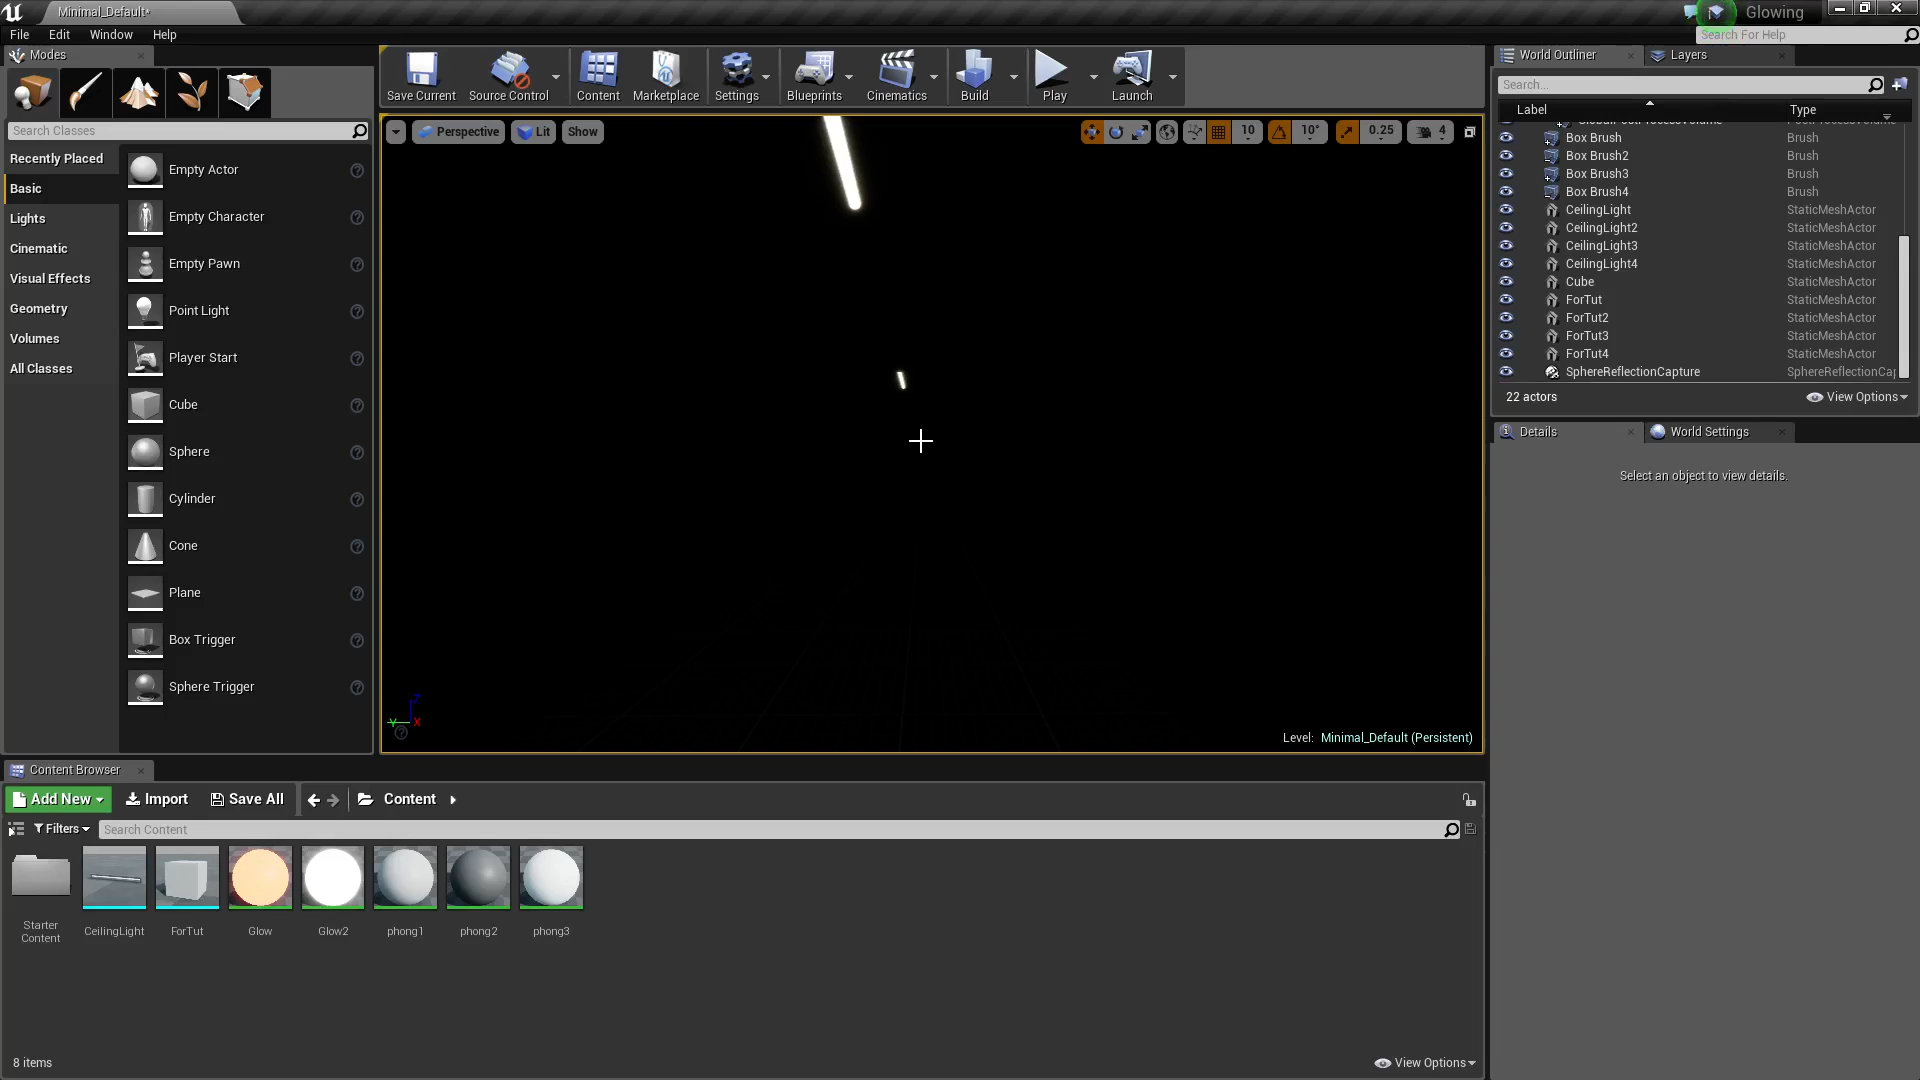 Minimal_Default*
Glowing
File Edit Window Help
Search For Help
Modes
Save Current
Source Control
Content
Marketplace
Settings
Blueprints
Cinematics
Build
Play
Launch
Search Classes
Recently Placed
Basic
Lights
Cinematic
Visual Effects
Geometry
Volumes
All Classes
Empty Actor
Empty Character
Empty Pawn
Point Light
Player Start
Cube
Sphere
Cylinder
Cone
Plane
Box Trigger
Sphere Trigger
Perspective
Lit
Show
10
10°
0.25
4
Z
Y X
Level: Minimal_Default (Persistent)
World Outliner
Layers
Search...
Label Type
Box Brush Brush
Box Brush2 Brush
Box Brush3 Brush
Box Brush4 Brush
CeilingLight StaticMeshActor
CeilingLight2 StaticMeshActor
CeilingLight3 StaticMeshActor
CeilingLight4 StaticMeshActor
Cube StaticMeshActor
ForTut StaticMeshActor
ForTut2 StaticMeshActor
ForTut3 StaticMeshActor
ForTut4 StaticMeshActor
SphereReflectionCapture SphereReflectionCap
22 actors
View Options
Details
World Settings
Select an object to view details.
Content Browser
Add New
Import
Save All
Content
Filters
Search Content
Starter
Content
CeilingLight
ForTut
Glow
Glow2
phong1
phong2
phong3
8 items
View Options